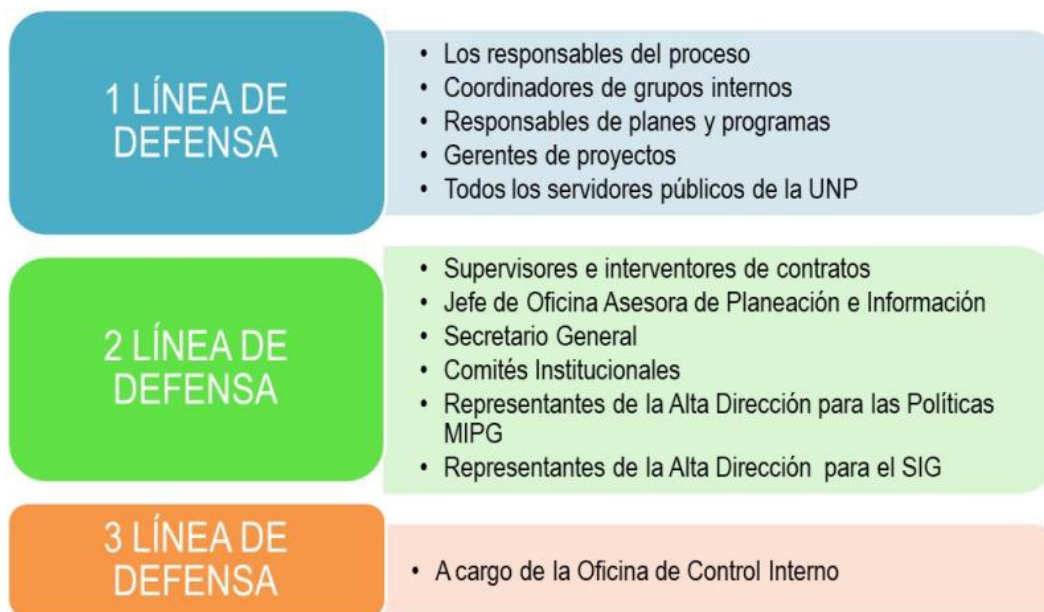 1 LÍNEA DE
DEFENSA
• Los responsables del proceso
• Coordinadores de grupos internos
• Responsables de planes y programas
• Gerentes de proyectos
• Todos los servidores públicos de la UNP
2 LÍNEA DE
DEFENSA
• Supervisores e interventores de contratos
• Jefe de Oficina Asesora de Planeación e Información
• Secretario General
• Comités Institucionales
• Representantes de la Alta Dirección para las Políticas
MIPG
• Representantes de la Alta Dirección para el SIG
3 LÍNEA DE
DEFENSA
• A cargo de la Oficina de Control Interno